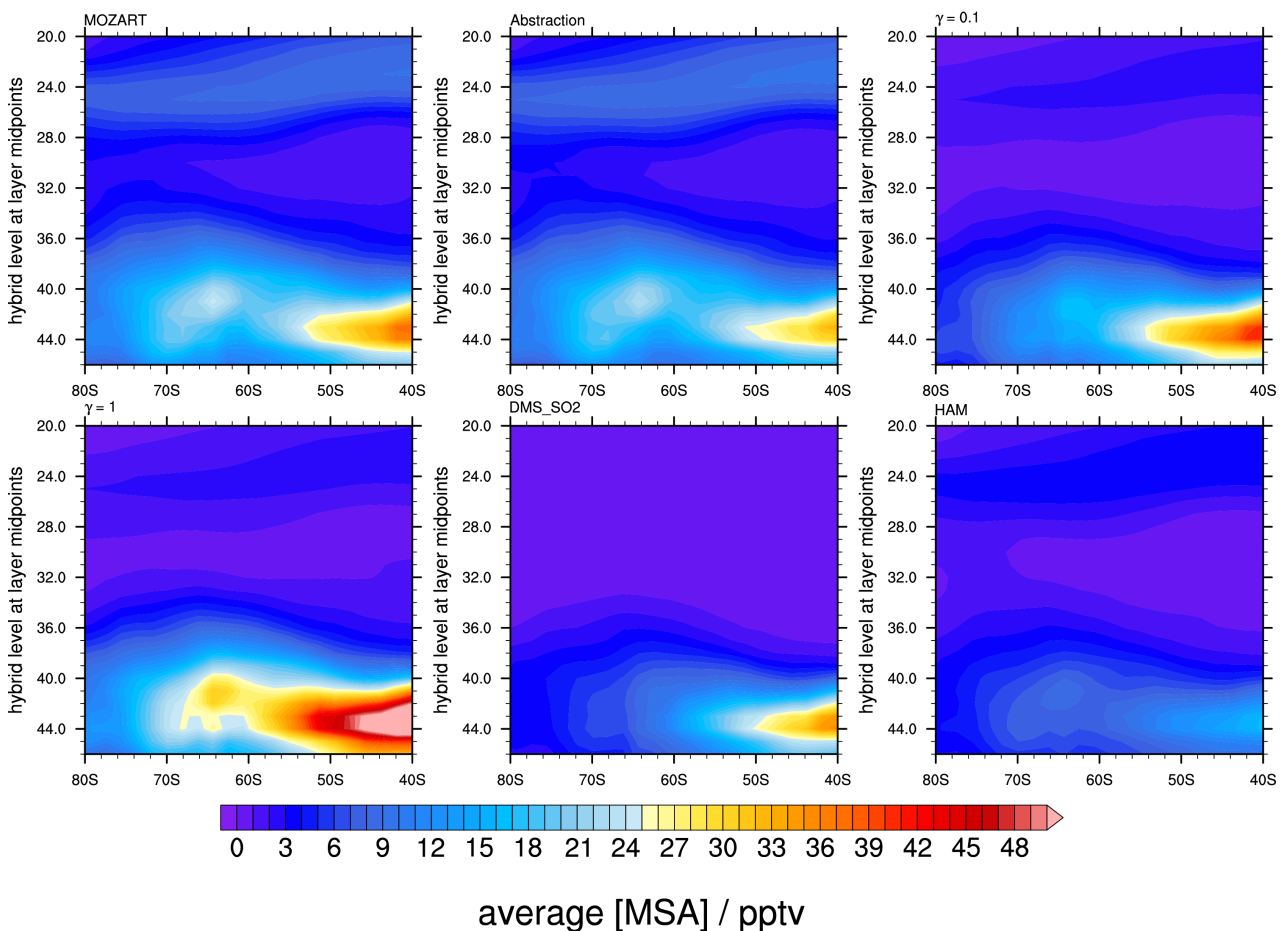 MOZART
Abstraction
γ = 0.1
hybrid level at layer midpoints
20.0
24.0
28.0
32.0
36.0
40.0
44.0
80S 70S 60S 50S 40S
hybrid level at layer midpoints
20.0
24.0
28.0
32.0
36.0
40.0
44.0
80S 70S 60S 50S 40S
hybrid level at layer midpoints
20.0
24.0
28.0
32.0
36.0
40.0
44.0
80S 70S 60S 50S 40S
γ = 1
DMS_SO2
HAM
hybrid level at layer midpoints
20.0
24.0
28.0
32.0
36.0
40.0
44.0
80S 70S 60S 50S 40S
hybrid level at layer midpoints
20.0
24.0
28.0
32.0
36.0
40.0
44.0
80S 70S 60S 50S 40S
hybrid level at layer midpoints
20.0
24.0
28.0
32.0
36.0
40.0
44.0
80S 70S 60S 50S 40S
0 3 6 9 12 15 18 21 24 27 30 33 36 39 42 45 48
average [MSA] / pptv